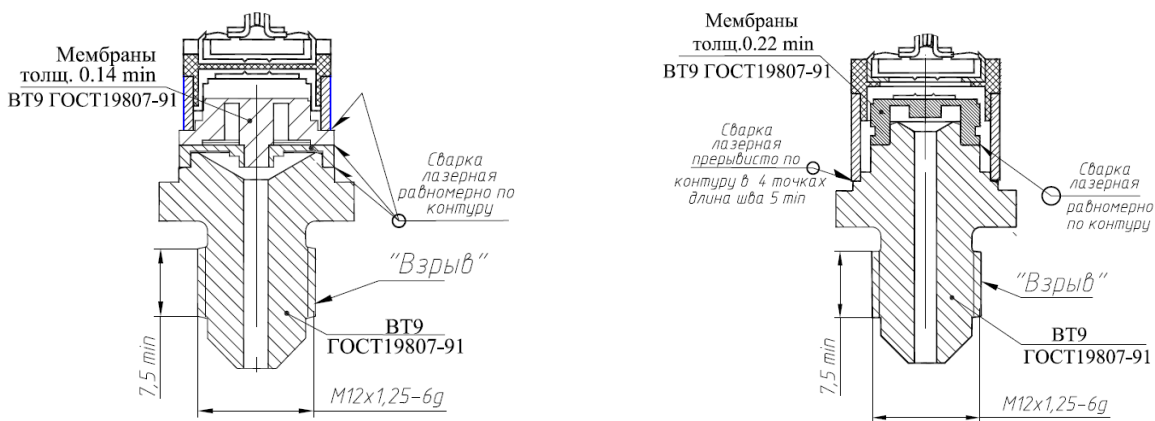 Мембраны
толщ. 0.14 min
ВТ9 ГОСТ19807-91
Сварка
лазерная
равномерно по
контуру
"Взрыв"
ВТ9
ГОСТ19807-91
7,5 min
М12х1,25-6g
Мембраны
толщ.0.22 min
ВТ9 ГОСТ19807-91
Сварка
лазерная
прерывисто по
контуру в 4 точках
длина шва 5 min
Сварка
лазерная
равномерно
по контуру
"Взрыв"
ВТ9
ГОСТ19807-91
7,5 min
М12х1,25-6g